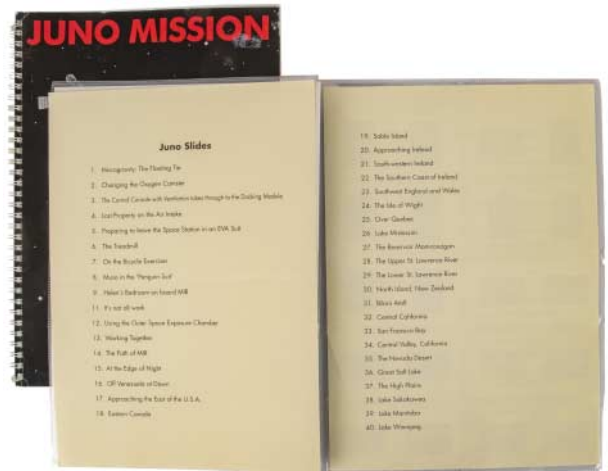 JUNO MISSION
Juno Slides
1. Microgravity: The Floating Tie
2. Changing the Oxygen Canister
3. The Control Console with Ventilation tubes through to the Docking Module
4. Lost Property on the Air Intake
5. Preparing to leave the Space Station in an EVA Suit
6. The Treadmill
7. On the Bicycle Exerciser
8. Music in the 'Penguin Suit'
9. Helen's Bedroom on board MIR
11. It's not all work
12. Using the Outer Space Exposure Chamber
13. Working Together
14. The Path of MIR
15. At the Edge of Night
16. Off Venezuela at Dawn
17. Approaching the East of the U.S.A.
18. Eastern Canada
19. Sable Island
20. Approaching Ireland
21. South-western Ireland
22. The Southern Coast of Ireland
23. Southwest England and Wales
24. The Isle of Wight
25. Over Quebec
26. Lake Mistassini
27. The Reservoir Manicouagan
28. The Upper St. Lawrence River
29. The Lower St. Lawrence River
30. North Island, New Zealand
31. Atoll
32. Central California
33. San Francisco Bay
34. Central Valley, California
35. The Nevada Desert
36. Great Salt Lake
37. The High Plains
38. Lake Sakakawea
39. Lake Manitoba
40. Lake Winnipeg